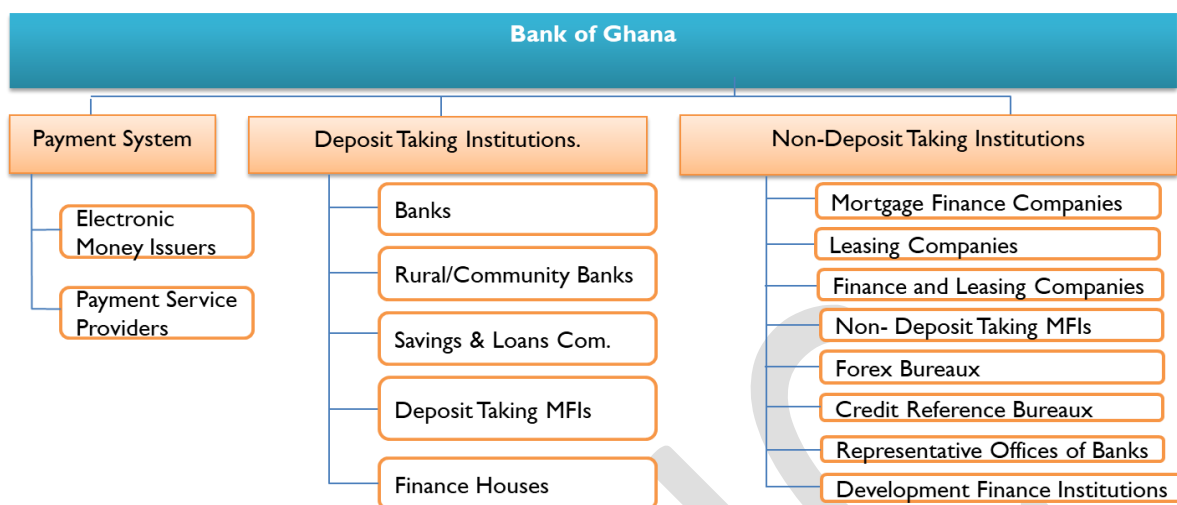 Bank of Ghana
Payment System
Electronic
Money Issuers
Payment Service
Providers
Deposit Taking Institutions.
Banks
Rural/Community Banks
Savings & Loans Com.
Deposit Taking MFIs
Finance Houses
Non-Deposit Taking Institutions
Mortgage Finance Companies
Leasing Companies
Finance and Leasing Companies
Non- Deposit Taking MFIs
Forex Bureaux
Credit Reference Bureaux
Representative Offices of Banks
Development Finance Institutions